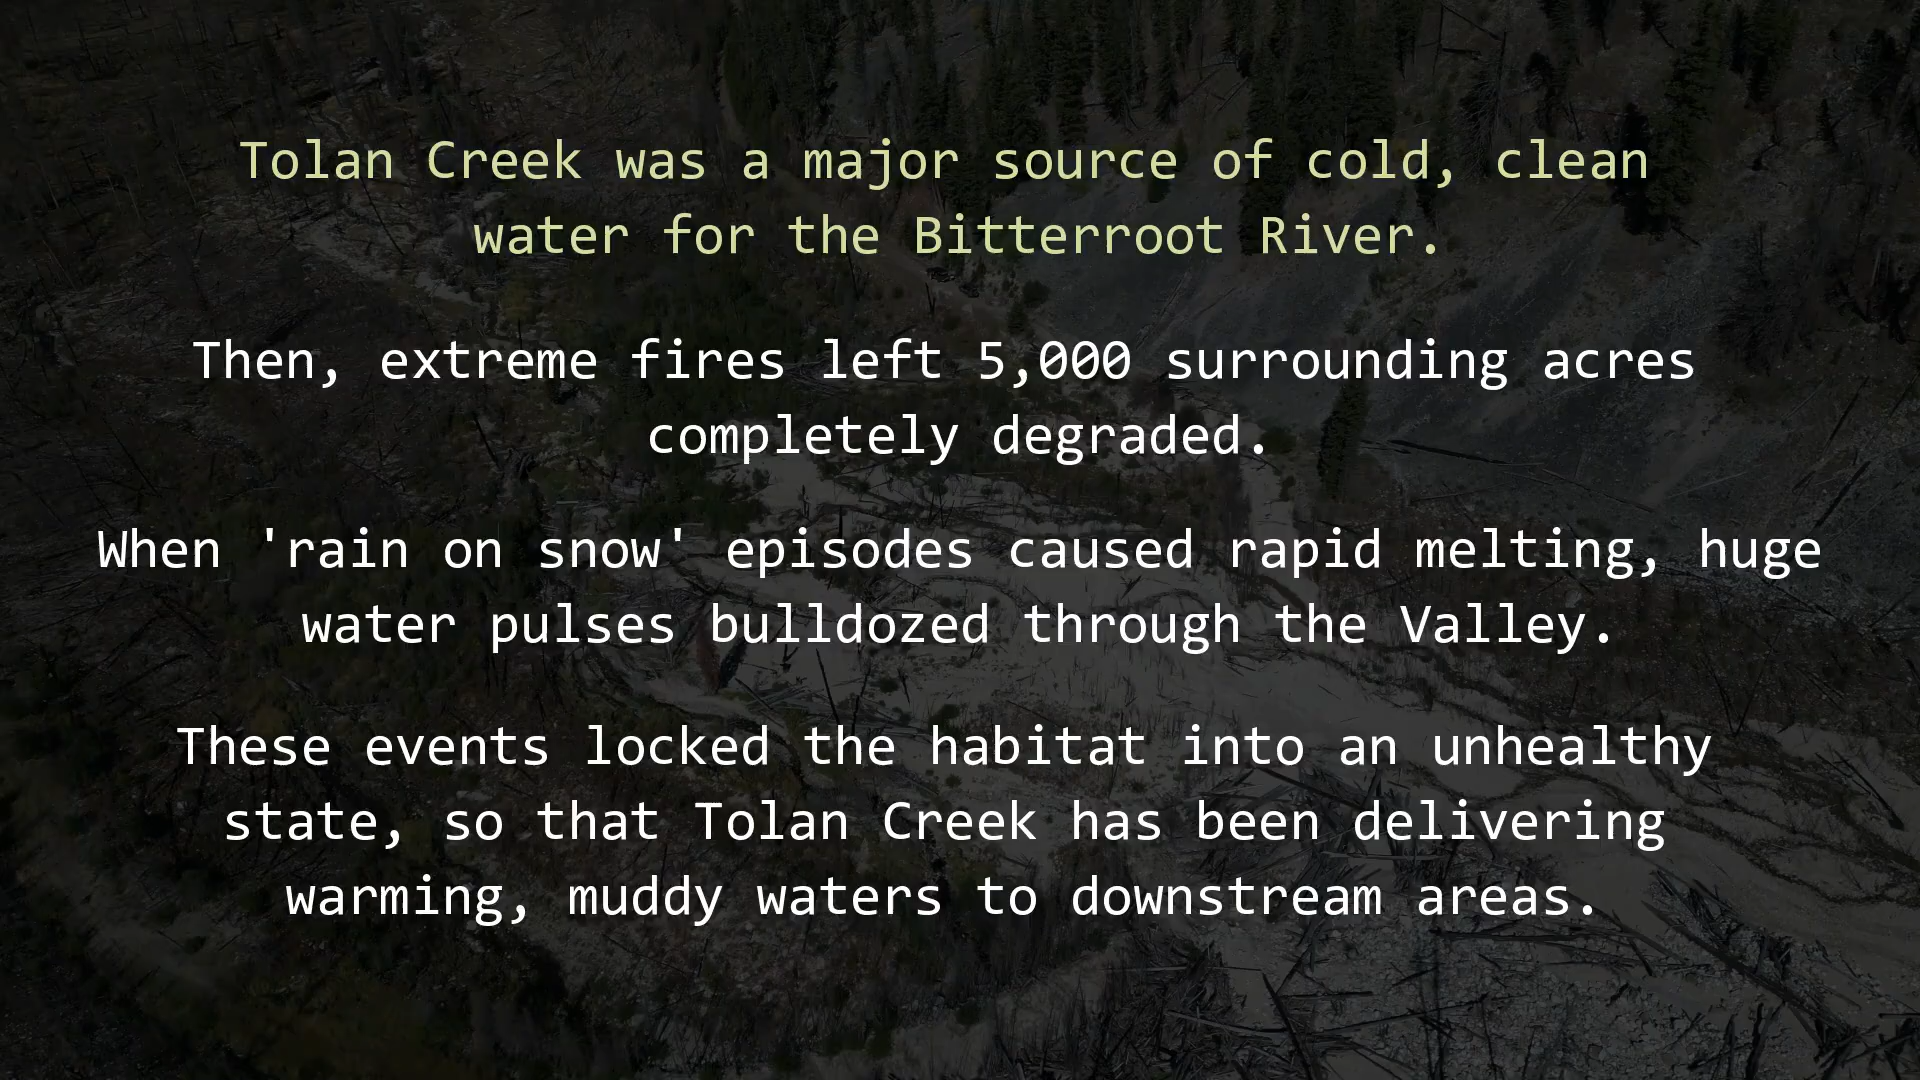 Tolan Creek was a major source of cold, clean
water for the Bitterroot River.
Then, extreme fires left 5,000 surrounding acres
completely degraded.
When 'rain on snow' episodes caused rapid melting, huge
water pulses bulldozed through the Valley.
These events locked the habitat into an unhealthy
state, so that Tolan Creek has been delivering
warming, muddy waters to downstream areas.